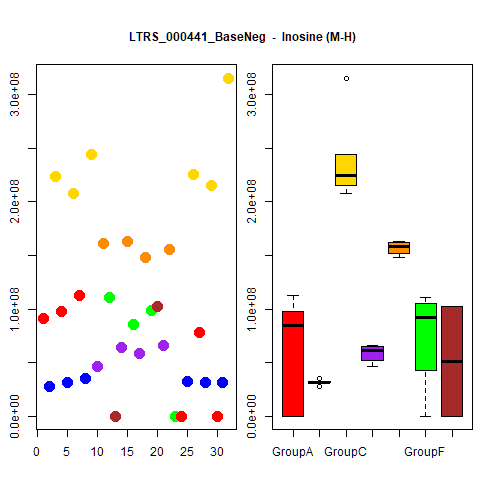 LTRS_000441_BaseNeg - Inosine (M-H)
3.0e+08
2.0e+08
1.0e+08
0.0e+00
0 5 10 15 20 25 30
3.0e+08
2.0e+08
1.0e+08
0.0e+00
GroupA GroupC GroupF